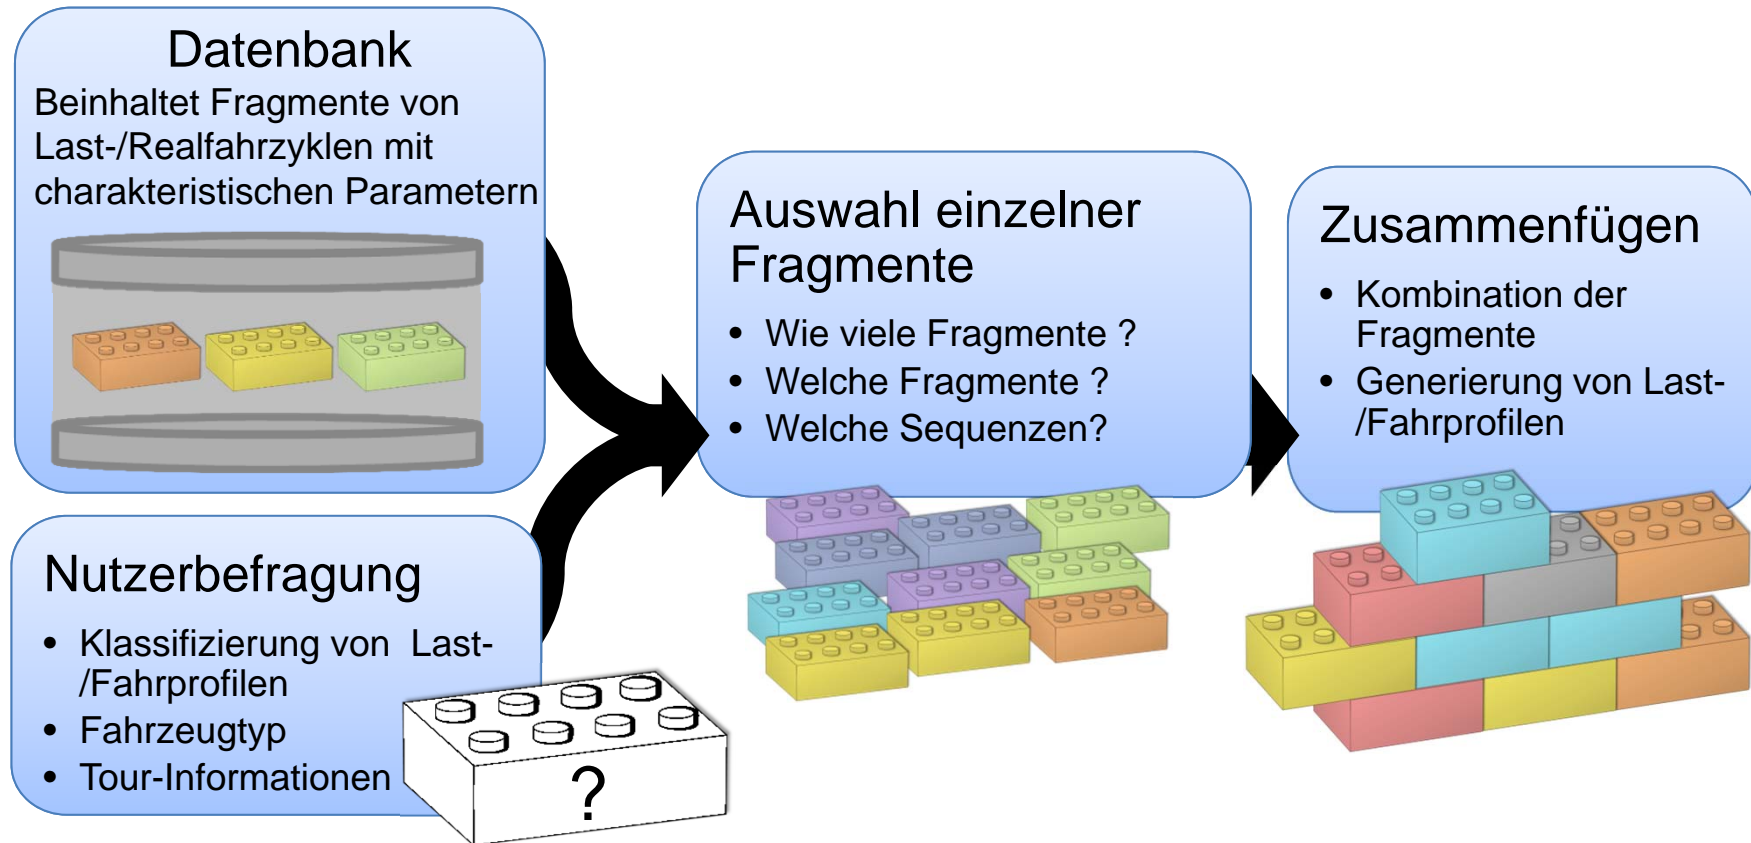 Datenbank
Beinhaltet Fragmente von
Last-/Realfahrzyklen mit
charakteristischen Parametern
Nutzerbefragung
• Klassifizierung von Last-
/Fahrprofilen
• Fahrzeugtyp
• Tour-Informationen
?
Auswahl einzelner
Fragmente
• Wie viele Fragmente ?
• Welche Fragmente ?
• Welche Sequenzen?
Zusammenfügen
• Kombination der
Fragmente
• Generierung von Last-
/Fahrprofilen